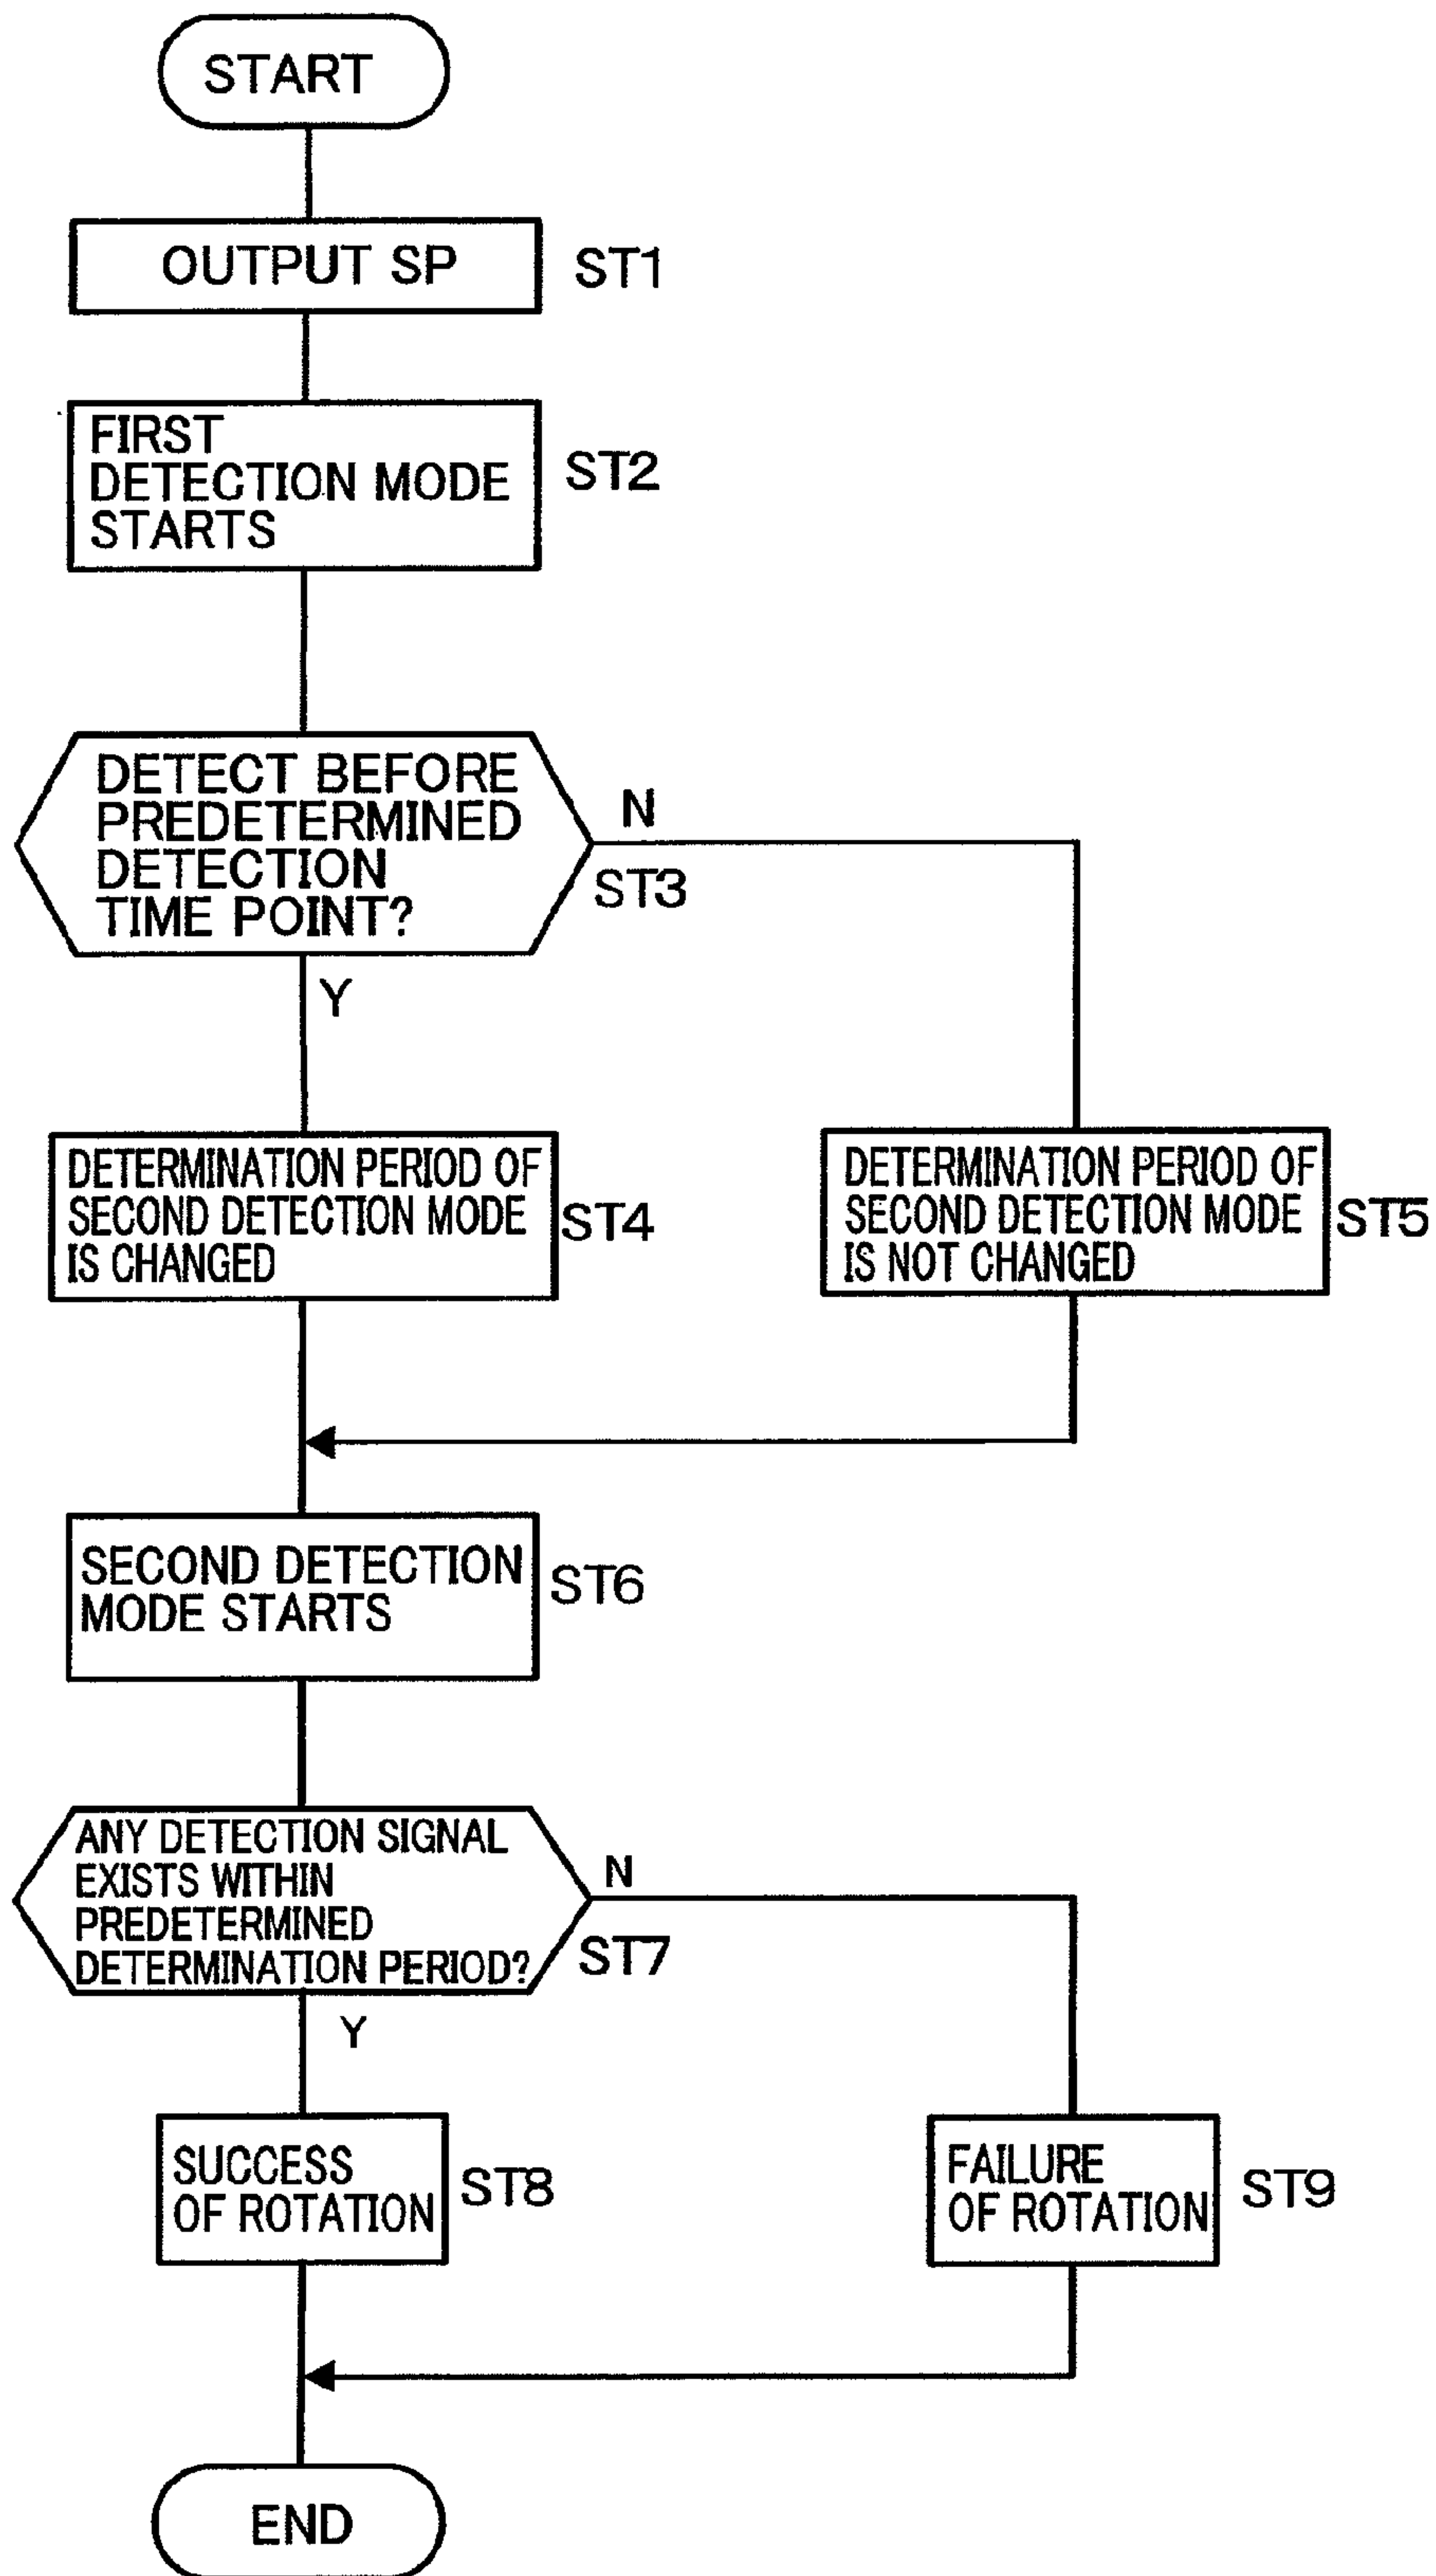 START
OUTPUT SP
ST1
FIRST
DETECTION MODE
STARTS
ST2
DETECT BEFORE
PREDETERMINED
DETECTION
TIME POINT?
N
ST3
Y
DETERMINATION PERIOD OF
SECOND DETECTION MODE
IS CHANGED
ST4
DETERMINATION PERIOD OF
SECOND DETECTION MODE
IS NOT CHANGED
ST5
SECOND DETECTION
MODE STARTS
ST6
ANY DETECTION SIGNAL
EXISTS WITHIN
PREDETERMINED
DETERMINATION PERIOD?
N
ST7
Y
SUCCESS
OF ROTATION
ST8
FAILURE
OF ROTATION
ST9
END